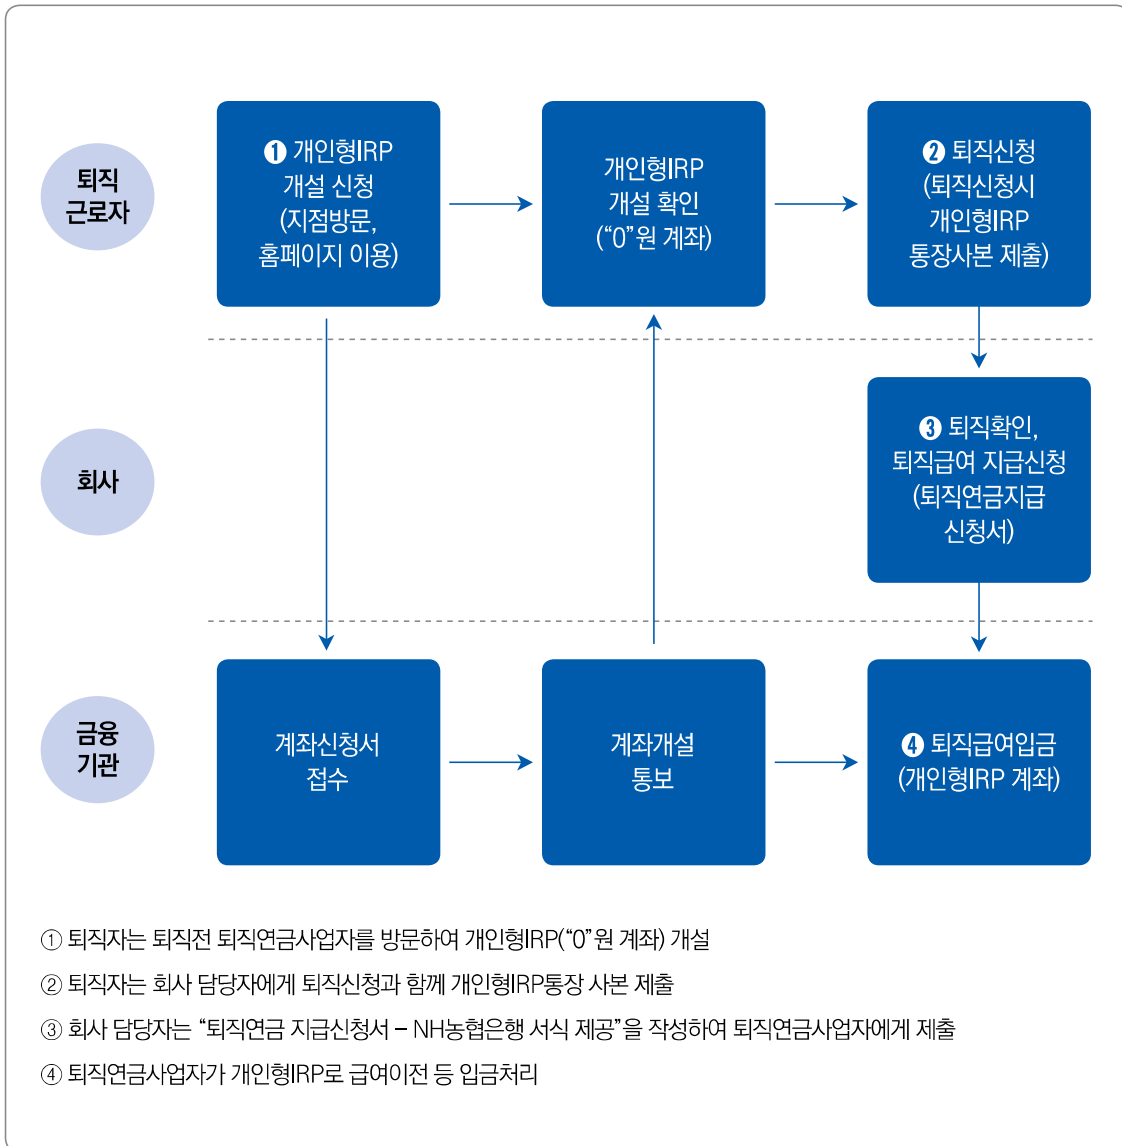 퇴직
근로자
❶ 개인형IRP
개설 신청
(지점방문,
홈페이지 이용)
개인형IRP
개설 확인
(“0”원 계좌)
❷ 퇴직신청
(퇴직신청시
개인형IRP
통장사본 제출)
회사
❸ 퇴직확인,
퇴직급여 지급신청
(퇴직연금지급
신청서)
금융
기관
계좌신청서
접수
계좌개설
통보
❹ 퇴직급여입금
(개인형IRP 계좌)
① 퇴직자는 퇴직전 퇴직연금사업자를 방문하여 개인형IRP(“0”원 계좌) 개설
② 퇴직자는 회사 담당자에게 퇴직신청과 함께 개인형IRP통장 사본 제출
③ 회사 담당자는 “퇴직연금 지급신청서 – NH농협은행 서식 제공”을 작성하여 퇴직연금사업자에게 제출
④ 퇴직연금사업자가 개인형IRP로 급여이전 등 입금처리